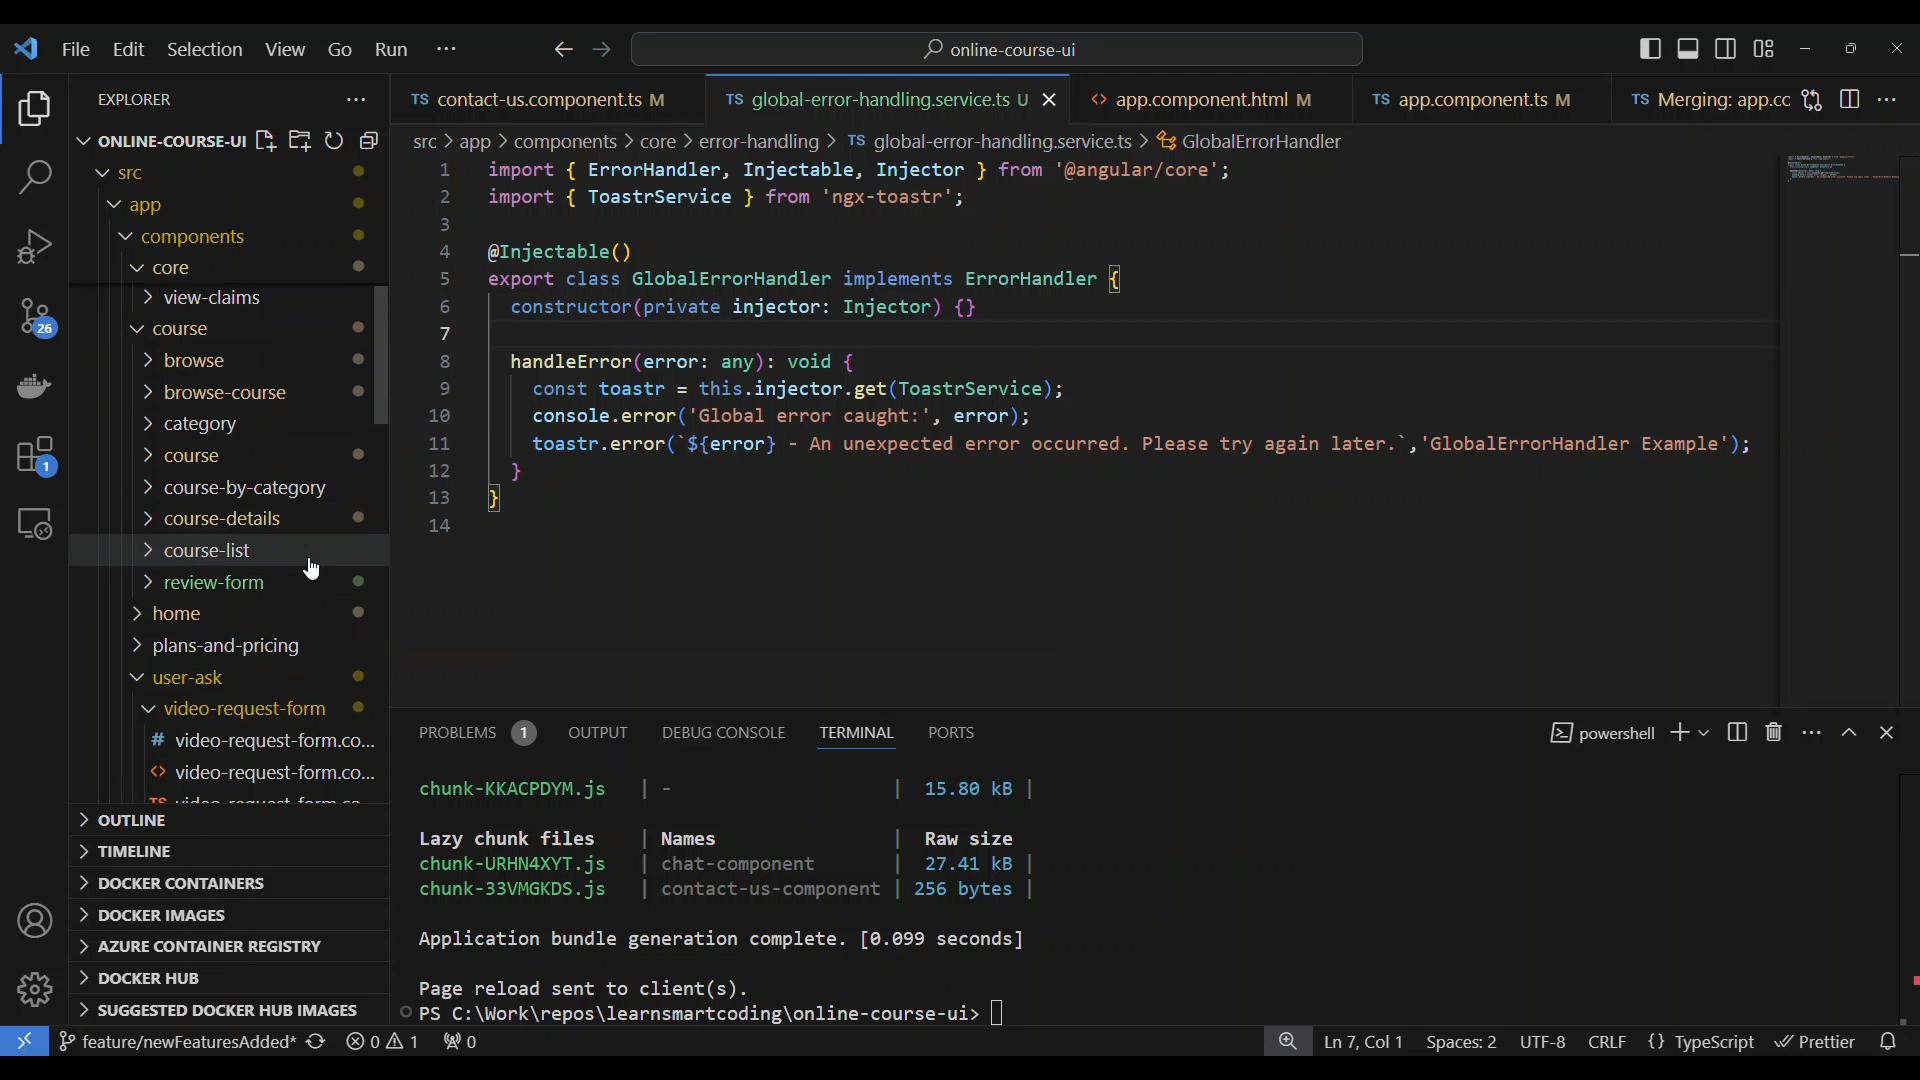 File Edit Selection View Go Run ··· online-course-ui
EXPLORER ···
ONLINE-COURSE-UI
src
app
components
core
view-claims
course
browse
browse-course
category
course
course-by-category
course-details
course-list
review-form
home
plans-and-pricing
user-ask
video-request-form
# video-request-form.co...
<> video-request-form.co...
OUTLINE
TIMELINE
DOCKER CONTAINERS
DOCKER IMAGES
AZURE CONTAINER REGISTRY
DOCKER HUB
SUGGESTED DOCKER HUB IMAGES
26
1
TS contact-us.component.ts M TS global-error-handling.service.ts U <> app.component.html M TS app.component.ts M TS Merging: app.cc ···
src > app > components > core > error-handling > TS global-error-handling.service.ts > GlobalErrorHandler
1 import { ErrorHandler, Injectable, Injector } from '@angular/core';
2 import { ToastrService } from 'ngx-toastr';
3
4 @Injectable()
5 export class GlobalErrorHandler implements ErrorHandler {
6 constructor(private injector: Injector) {}
7
8 handleError(error: any): void {
9 const toastr = this.injector.get(ToastrService);
10 console.error('Global error caught:', error);
11 toastr.error(`${error} - An unexpected error occurred. Please try again later.`,'GlobalErrorHandler Example');
12 }
13 }
14
PROBLEMS 1 OUTPUT DEBUG CONSOLE TERMINAL PORTS powershell ···
chunk-KKACPDYM.js | - | 15.80 kB |
Lazy chunk files | Names | Raw size
chunk-URHN4XYT.js | chat-component | 27.41 kB |
chunk-33VMGKDS.js | contact-us-component | 256 bytes |
Application bundle generation complete. [0.099 seconds]
Page reload sent to client(s).
PS C:\Work\repos\learnsmartcoding\online-course-ui>
feature/newFeaturesAdded* 0 1 0 Ln 7, Col 1 Spaces: 2 UTF-8 CRLF {} TypeScript Prettier